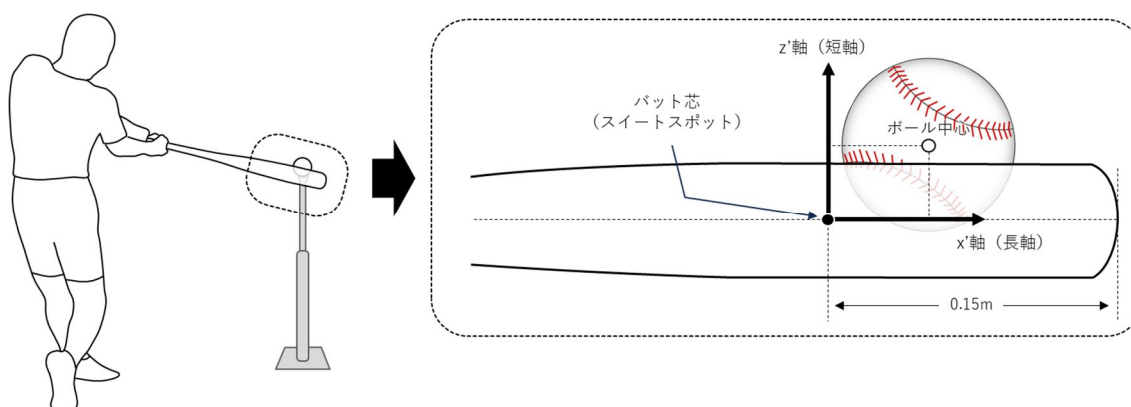 z’軸（短軸）
バット芯
（スイートスポット）
ボール中心
x’軸（長軸）
0.15m